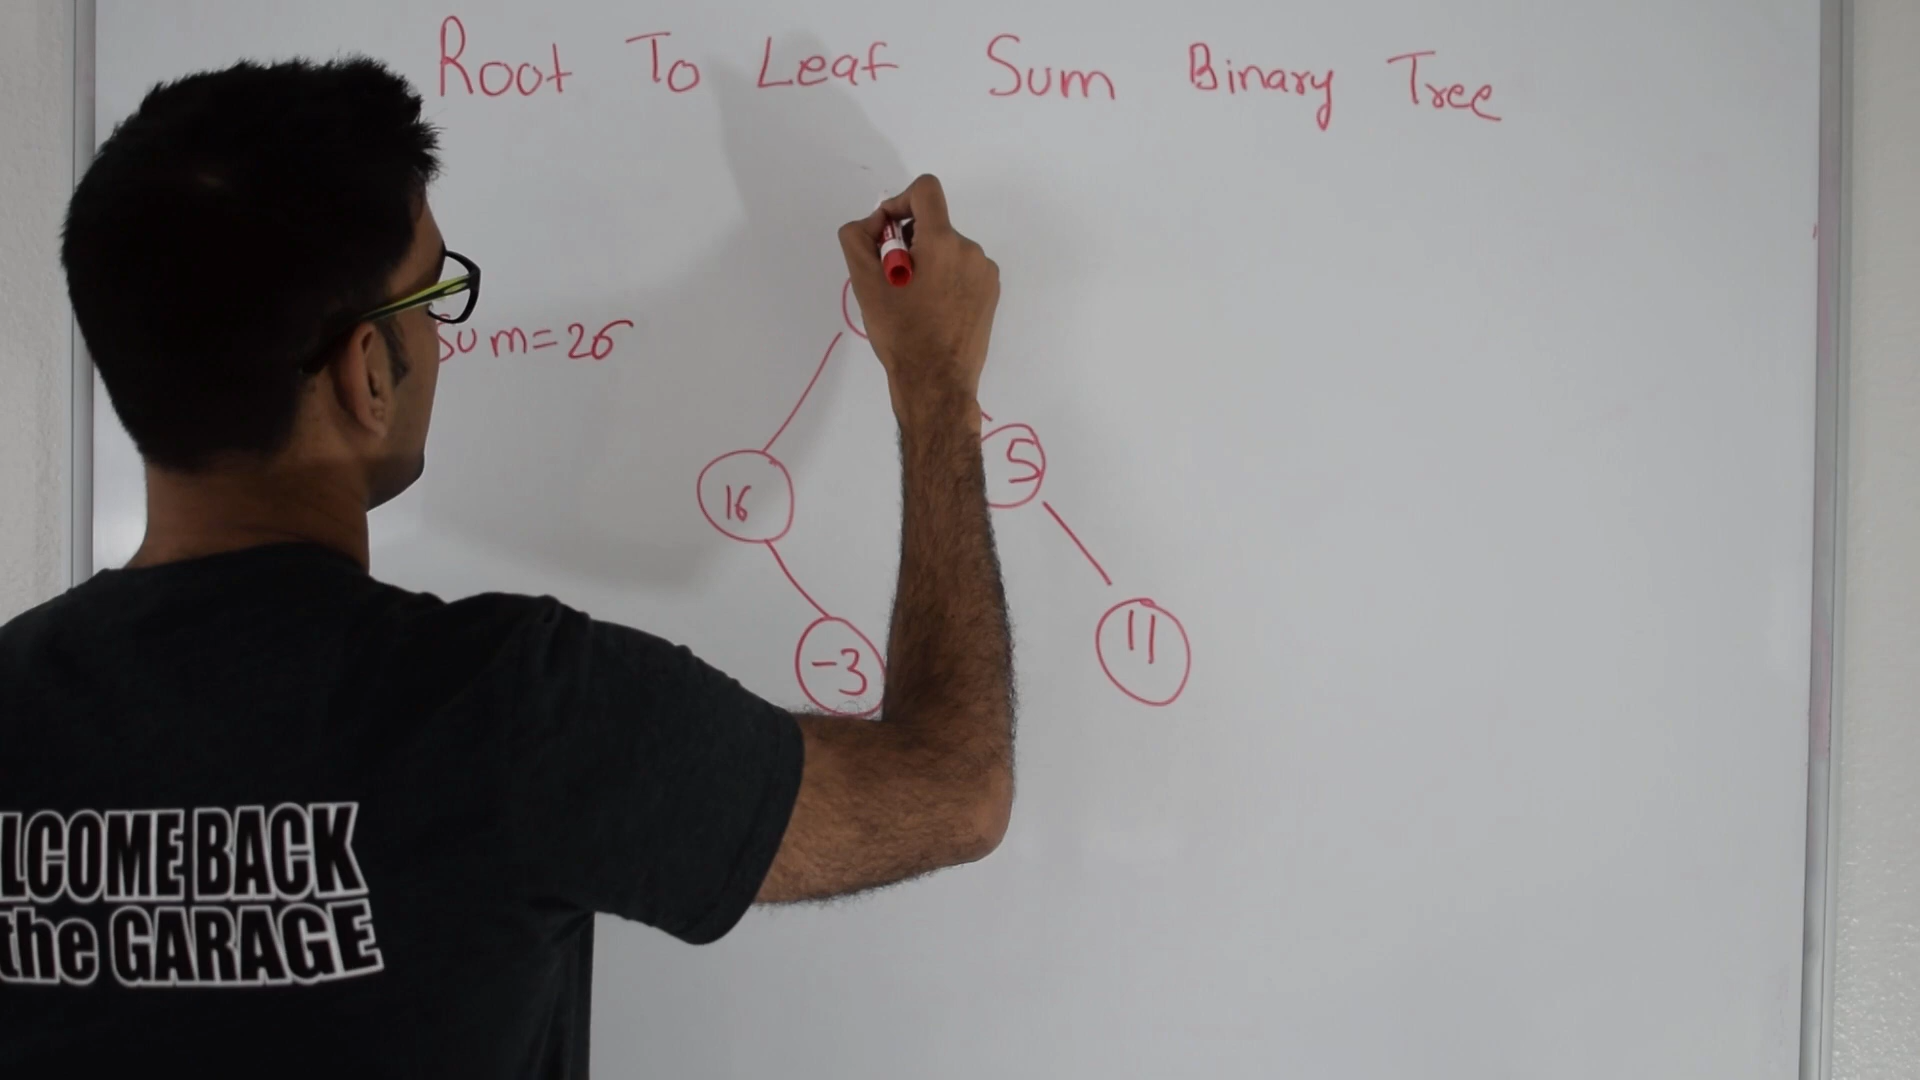 Root To Leaf Sum Binary Tree
Sum=26
5
16
11
-3
LCOME BACK
the GARAGE